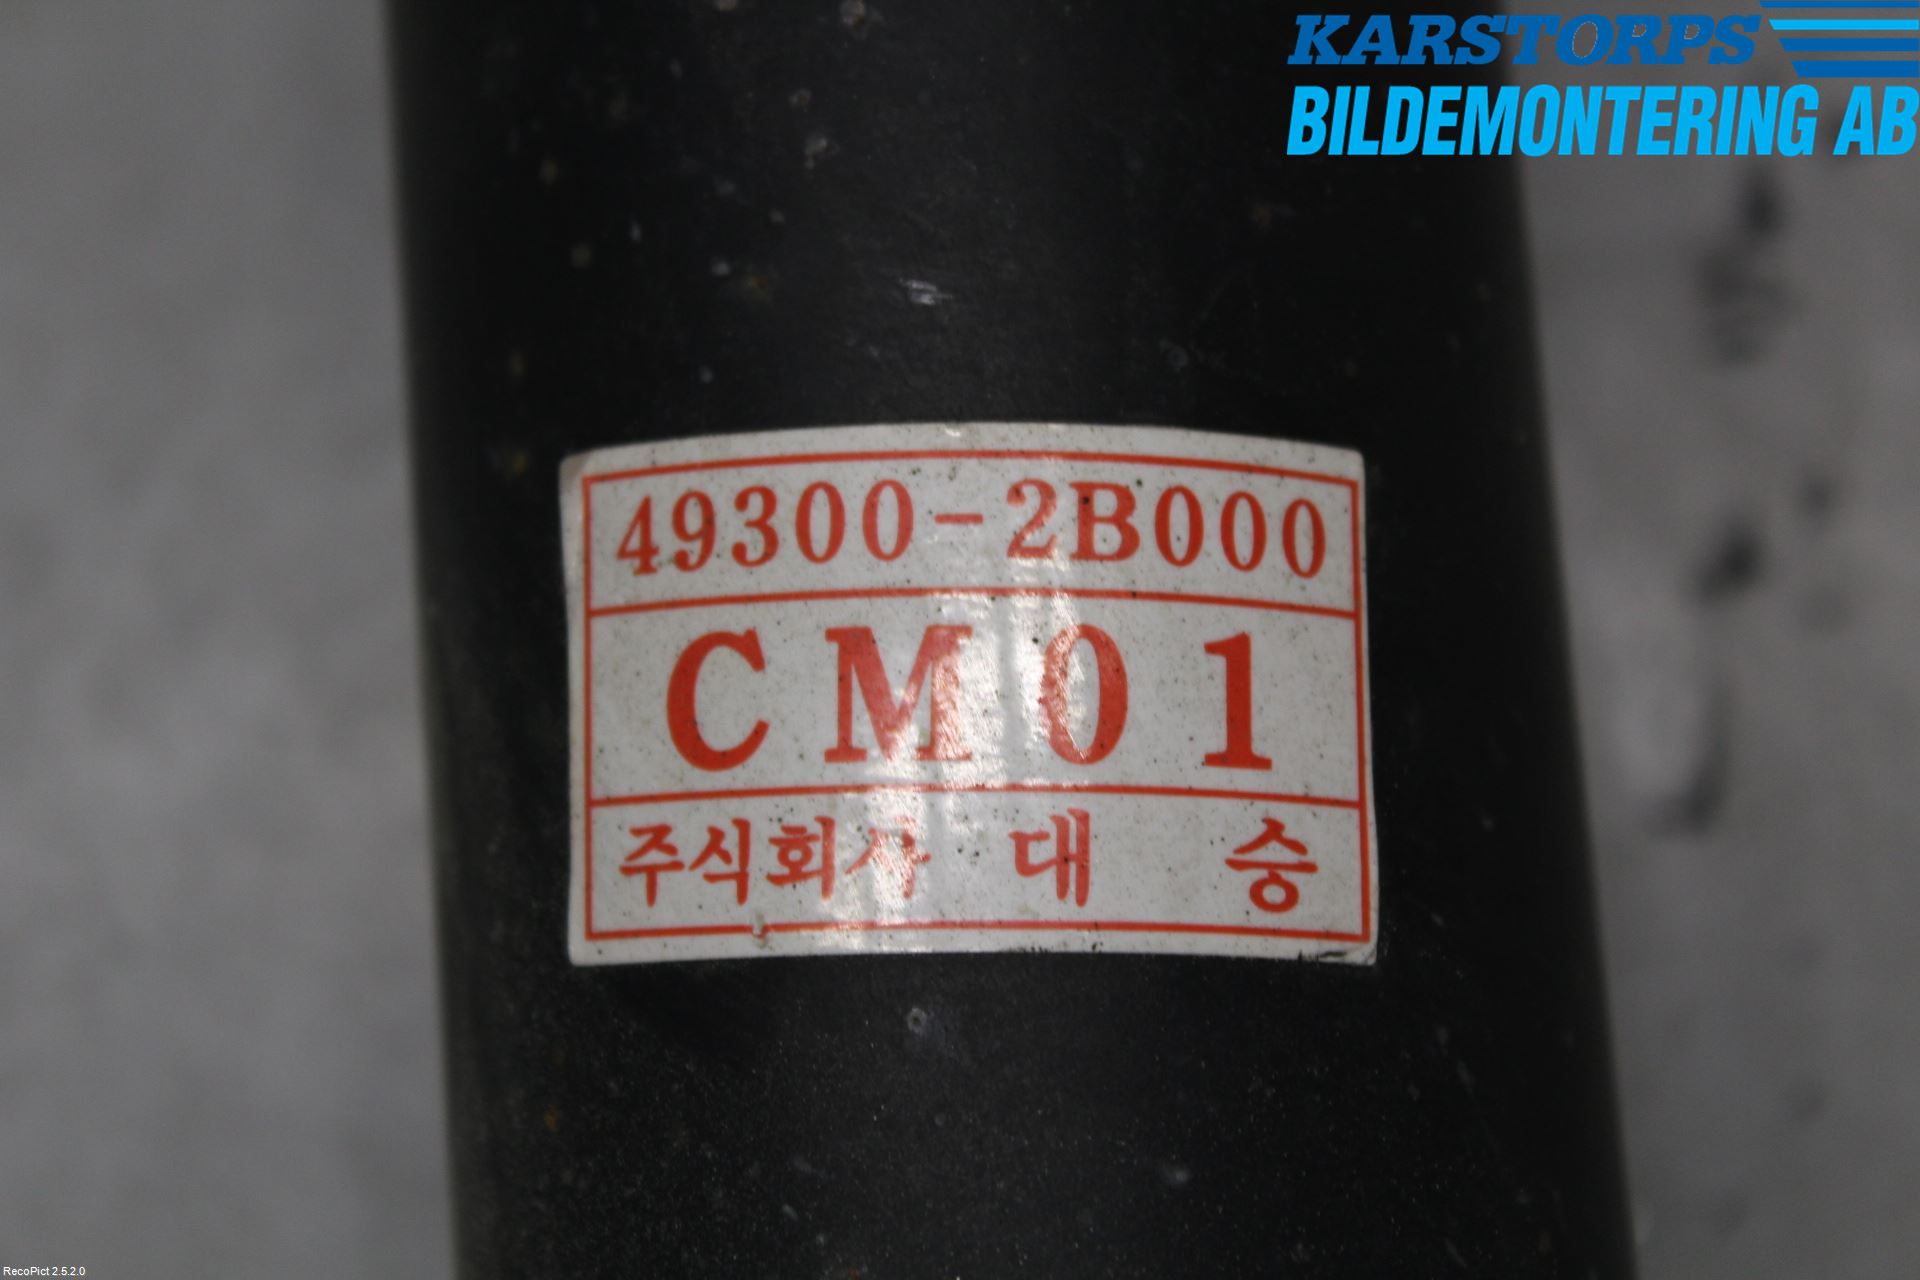 KARSTORPS
BILDEMONTERING AB
49300-2B000
CM01
주식회사 대 승
RecoPict 2.5.2.0